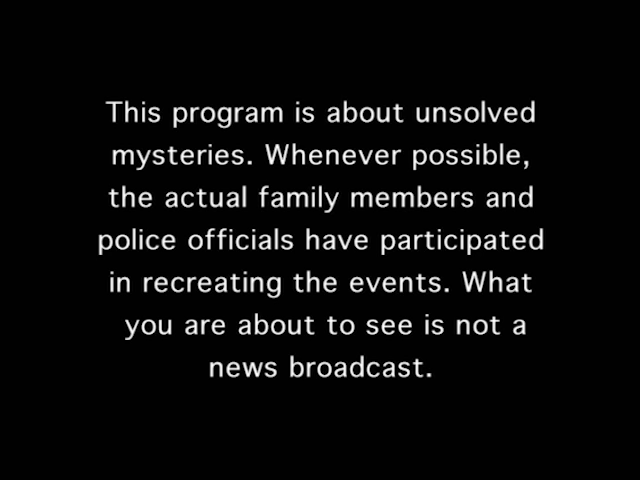 This program is about unsolved
mysteries. Whenever possible,
the actual family members and
police officials have participated
in recreating the events. What
you are about to see is not a
news broadcast.